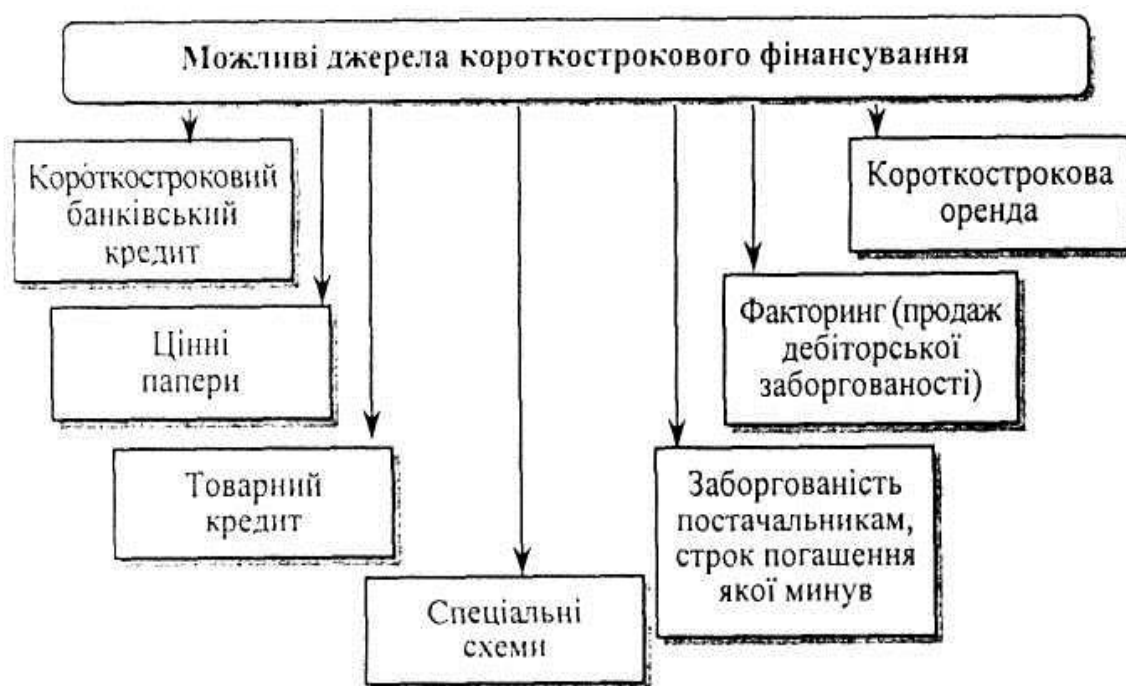 Можливі джерела короткострокового фінансування
Короткостроковий
банківський
кредит
Цінні
папери
Товарний
кредит
Спеціальні
схеми
Заборгованість
постачальникам,
строк погашення
якої минув
Факторинг (продаж
дебіторської
заборгованості)
Короткострокова
оренда